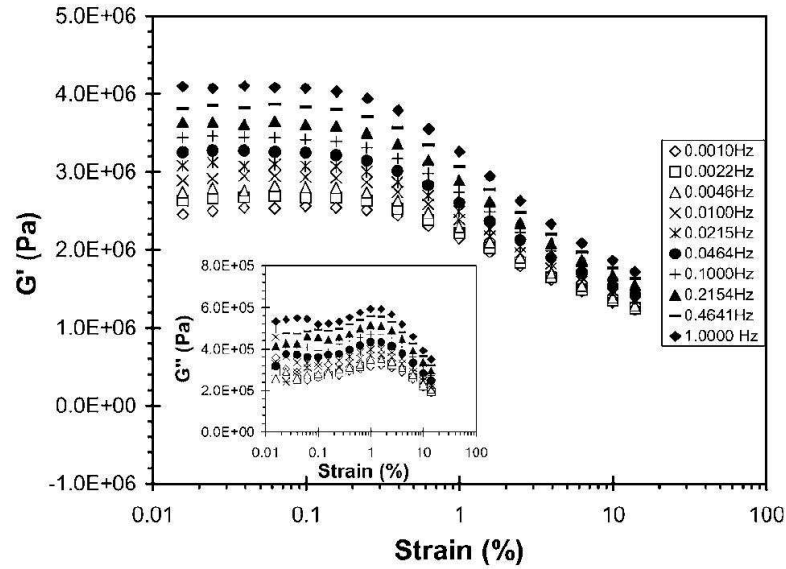 5.0E+06
4.0E+06
3.0E+06
2.0E+06
1.0E+06
0.0E+00
-1.0E+06
G' (Pa)
0.01 0.1 1 10 100
Strain (%)
0.0010Hz
0.0022Hz
0.0046Hz
0.0100Hz
0.0215Hz
0.0464Hz
0.1000Hz
0.2154Hz
0.4641Hz
1.0000 Hz
8.0E+05
6.0E+05
4.0E+05
2.0E+05
0.0E+00
G'' (Pa)
0.01 0.1 1 10 100
Strain (%)